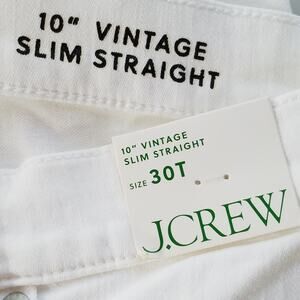 10" VINTAGE
SLIM STRAIGHT
10" VINTAGE
SLIM STRAIGHT
SIZE 30T
J.CREW